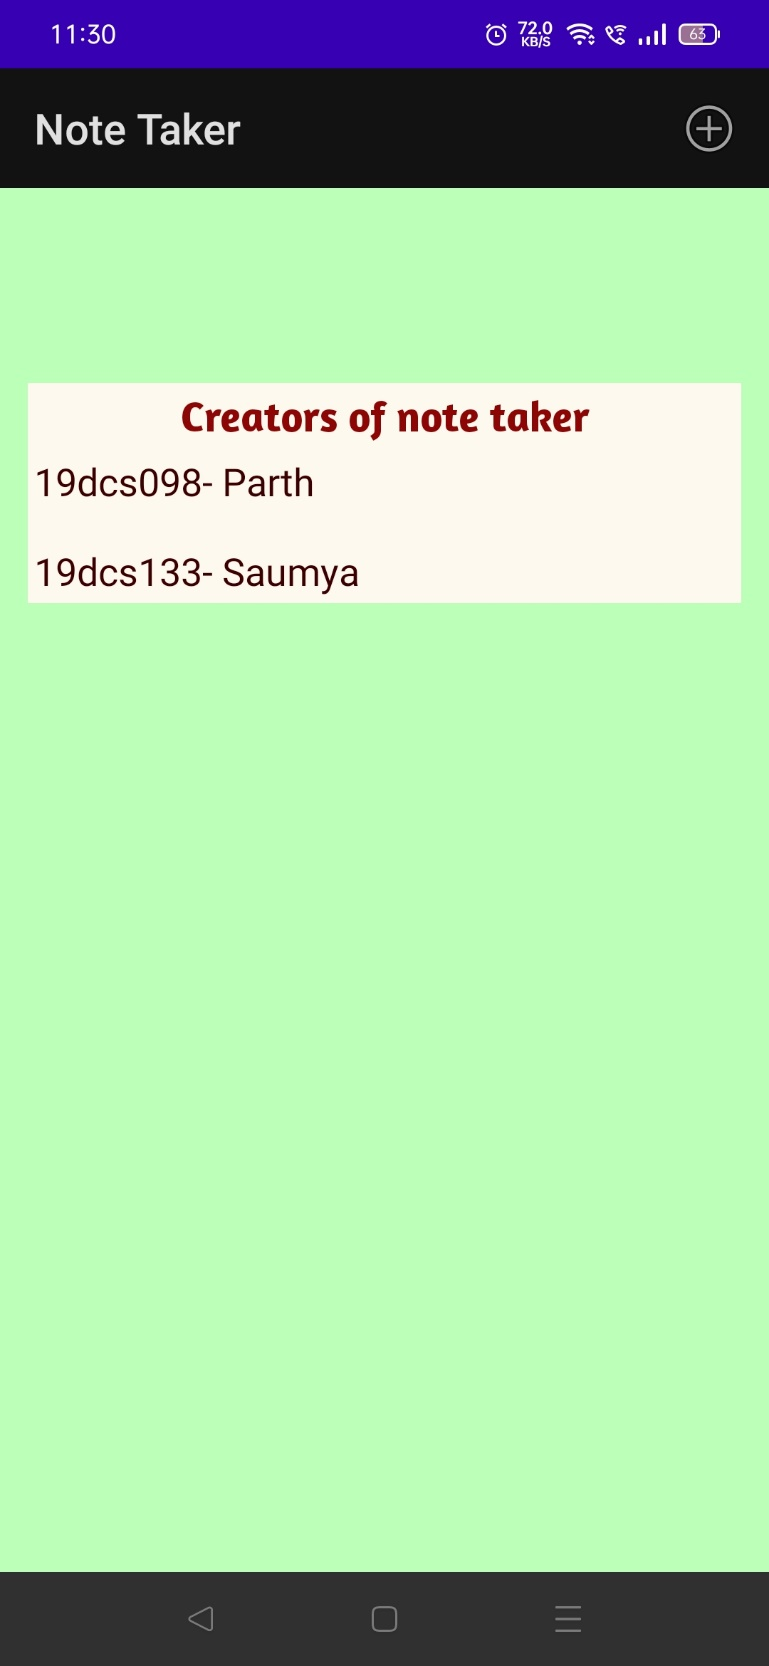 11:30
72.0
KB/S
63
Note Taker
Creators of note taker
19dcs098- Parth
19dcs133- Saumya